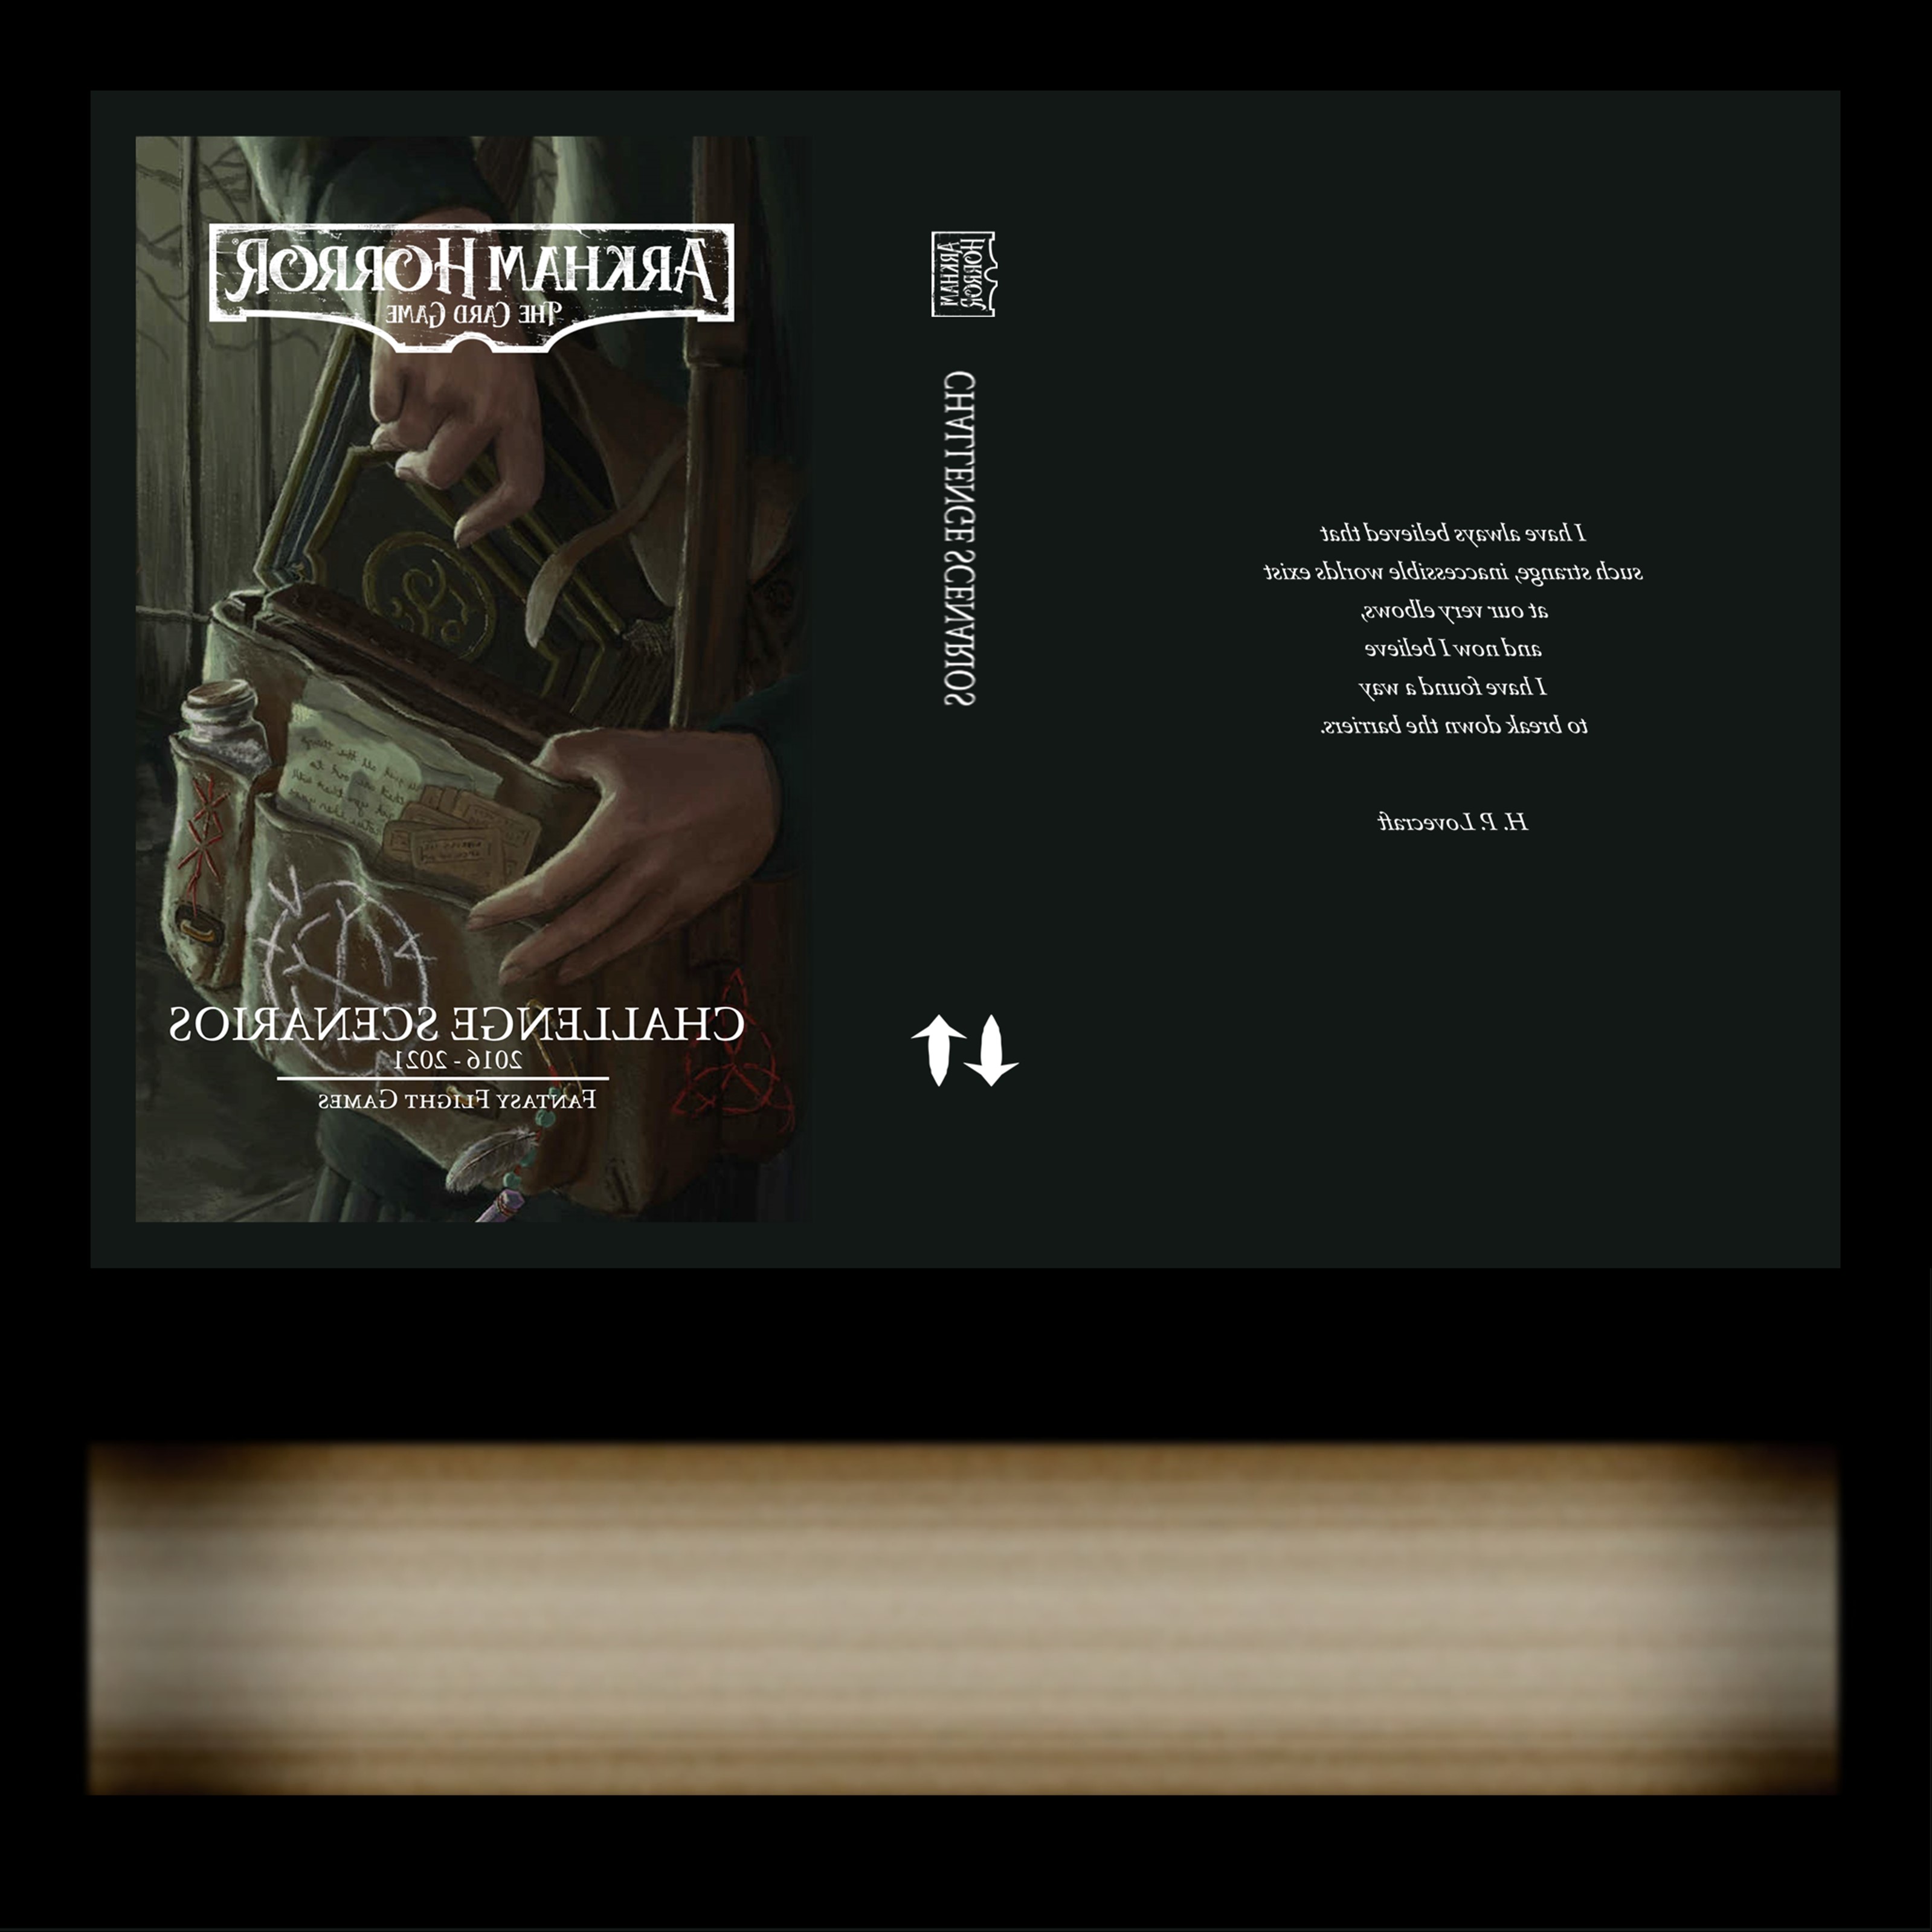 ARKHAM HORROR
THE CARD GAME
CHALLENGE SCENARIOS
2016 - 2021
FANTASY FLIGHT GAMES
ARKHAM
HORROR
CHALLENGE SCENARIOS
I have always believed that
such strange, inaccessible worlds exist
at our very elbows,
and now I believe
I have found a way
to break down the barriers.
H. P. Lovecraft